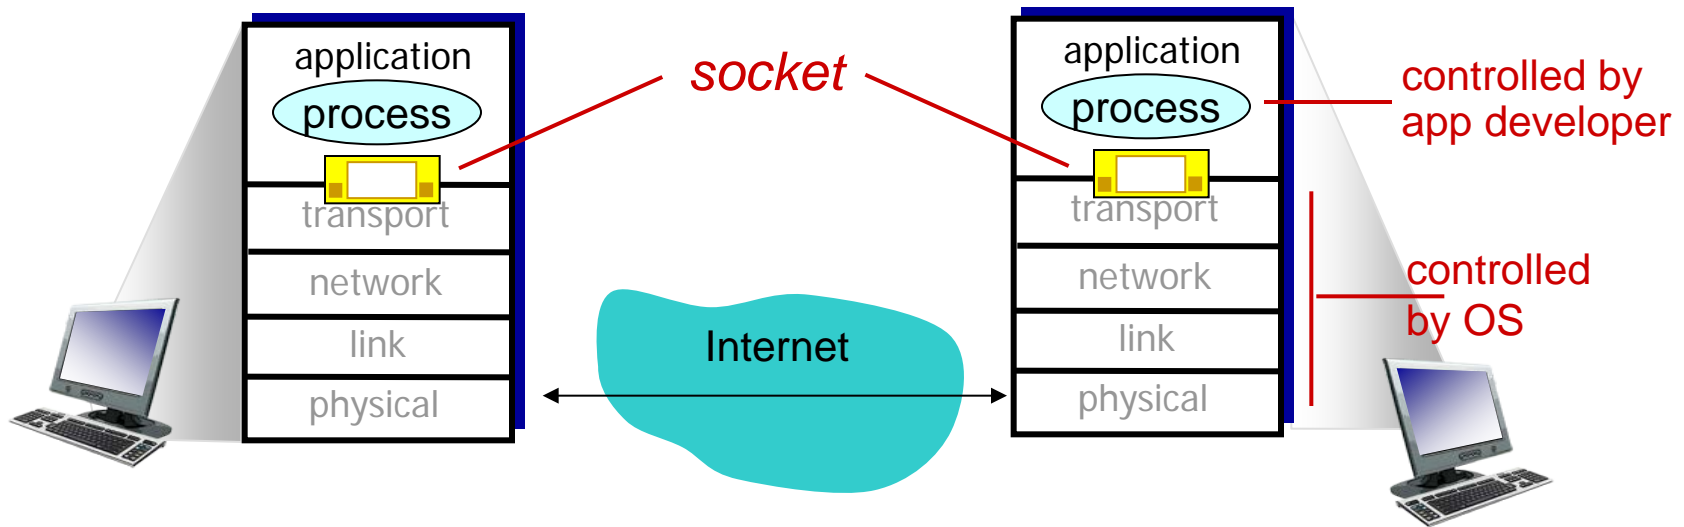 application
process
transport
network
link
physical
socket
Internet
application
process
transport
network
link
physical
controlled by
app developer
controlled
by OS